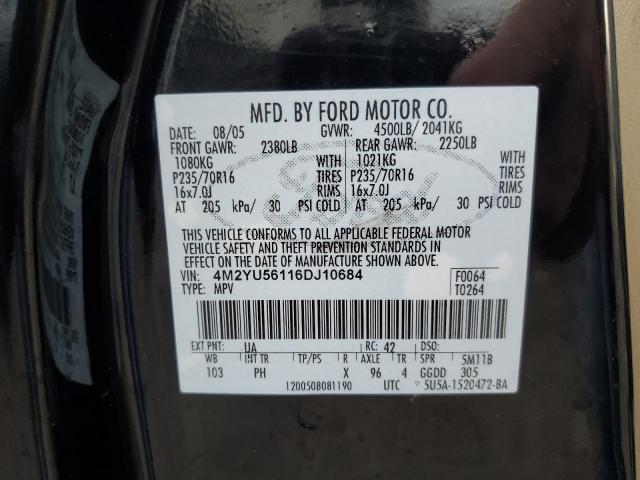 MFD. BY FORD MOTOR CO.
DATE: 08/05 GVWR: 4500LB/ 2041KG
FRONT GAWR: 2380LB REAR GAWR: 2250LB
1080KG WITH 1021KG WITH
P235/70R16 TIRES P235/70R16 TIRES
16x7.0J RIMS 16x7.0J RIMS
AT 205 kPa/ 30 PSI COLD AT 205 kPa/ 30 PSI COLD
THIS VEHICLE CONFORMS TO ALL APPLICABLE FEDERAL MOTOR
VEHICLE SAFETY AND THEFT PREVENTION STANDARDS IN
EFFECT ON THE DATE OF MANUFACTURE SHOWN ABOVE.
VIN: 4M2YU56116DJ10684 F0064
TYPE: MPV T0264
EXT PNT: UA RC: 42 DSO:
WB INT TR TP/PS R AXLE TR SPR 5M11B
103 PH X 96 4 GGDD 305
1200508081190 UTC 5U5A-1520472-BA